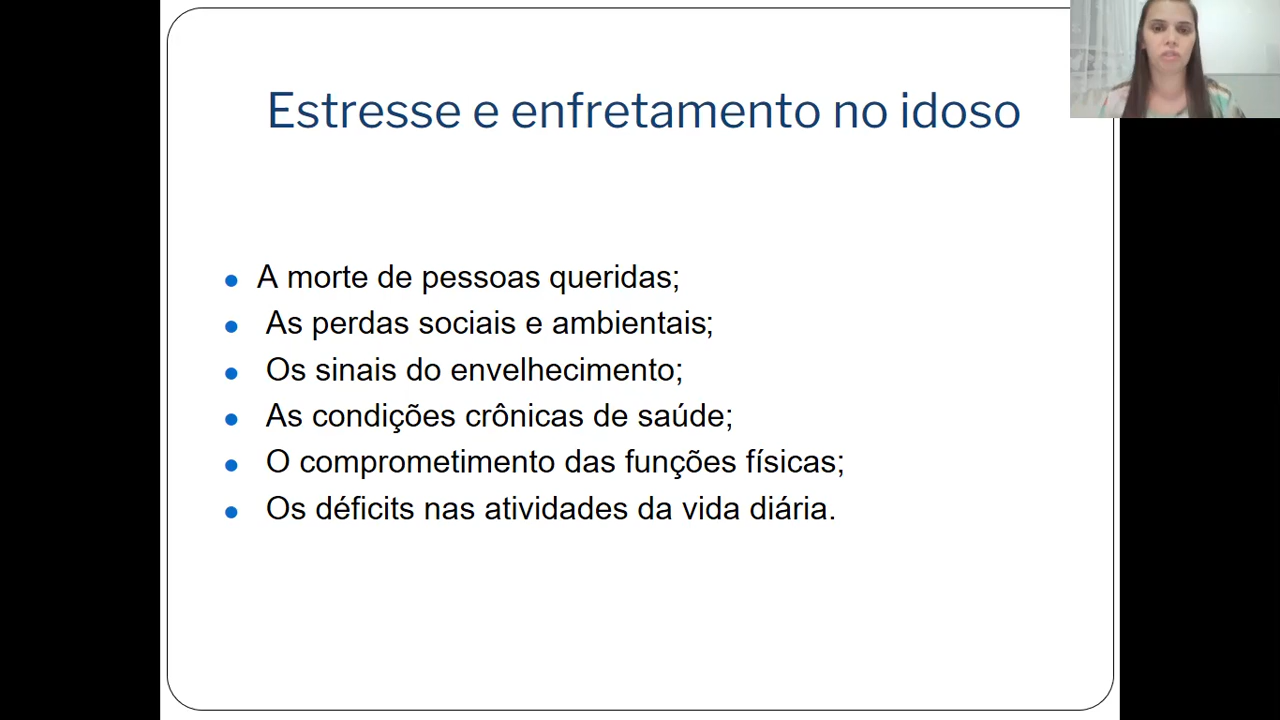 Estresse e enfretamento no idoso
A morte de pessoas queridas;
As perdas sociais e ambientais;
Os sinais do envelhecimento;
As condições crônicas de saúde;
O comprometimento das funções físicas;
Os déficits nas atividades da vida diária.